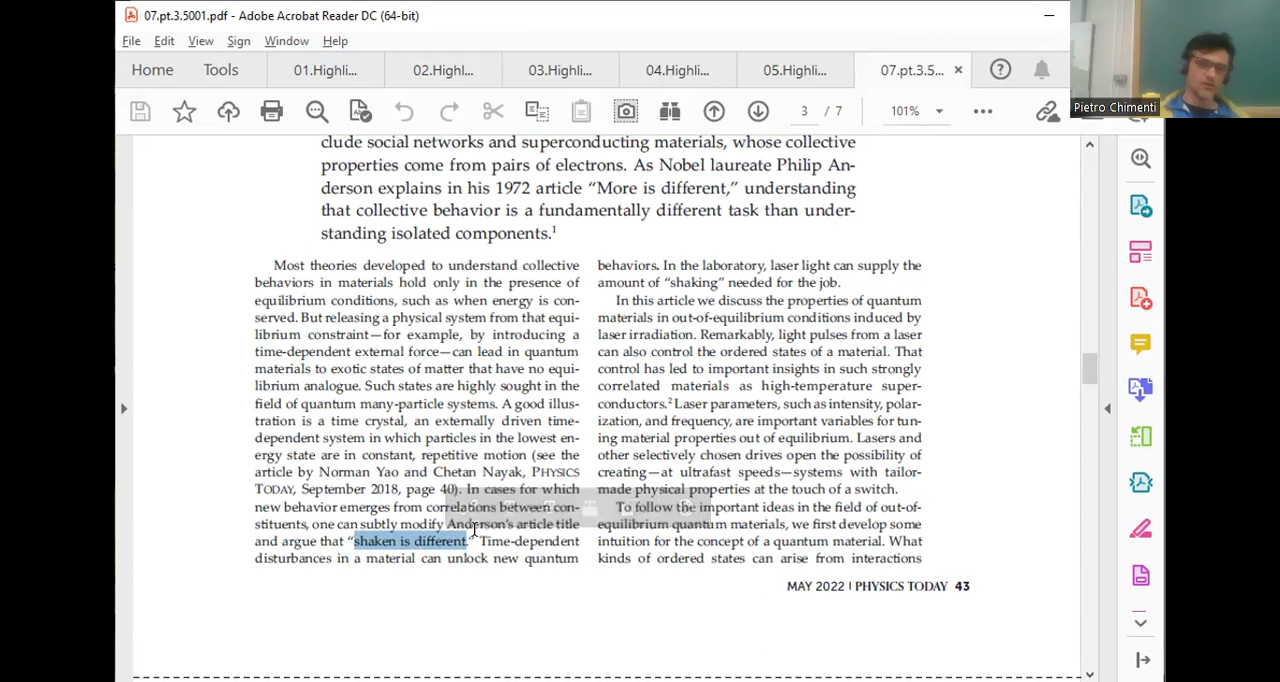 07.pt.3.5001.pdf - Adobe Acrobat Reader DC (64-bit)
File Edit View Sign Window Help
Home Tools 01.Highli... 02.Highl... 03.Highli... 04.Highli... 05.Highli... 07.pt.3.5...
3 / 7 101%
Pietro Chimenti
clude social networks and superconducting materials, whose collective
properties come from pairs of electrons. As Nobel laureate Philip An-
derson explains in his 1972 article “More is different,” understanding
that collective behavior is a fundamentally different task than under-
standing isolated components.1
Most theories developed to understand collective
behaviors in materials hold only in the presence of
equilibrium conditions, such as when energy is con-
served. But releasing a physical system from that equi-
librium constraint—for example, by introducing a
time-dependent external force—can lead in quantum
materials to exotic states of matter that have no equi-
librium analogue. Such states are highly sought in the
field of quantum many-particle systems. A good illus-
tration is a time crystal, an externally driven time-
dependent system in which particles in the lowest en-
ergy state are in constant, repetitive motion (see the
article by Norman Yao and Chetan Nayak, PHYSICS
TODAY, September 2018, page 40). In cases for which
new behavior emerges from correlations between con-
stituents, one can subtly modify Anderson’s article title
and argue that “shaken is different.” Time-dependent
disturbances in a material can unlock new quantum
behaviors. In the laboratory, laser light can supply the
amount of “shaking” needed for the job.
In this article we discuss the properties of quantum
materials in out-of-equilibrium conditions induced by
laser irradiation. Remarkably, light pulses from a laser
can also control the ordered states of a material. That
control has led to important insights in such strongly
correlated materials as high-temperature super-
conductors.2 Laser parameters, such as intensity, polar-
ization, and frequency, are important variables for tun-
ing material properties out of equilibrium. Lasers and
other selectively chosen drives open the possibility of
creating—at ultrafast speeds—systems with tailor-
made physical properties at the touch of a switch.
To follow the important ideas in the field of out-of-
equilibrium quantum materials, we first develop some
intuition for the concept of a quantum material. What
kinds of ordered states can arise from interactions
MAY 2022 | PHYSICS TODAY 43